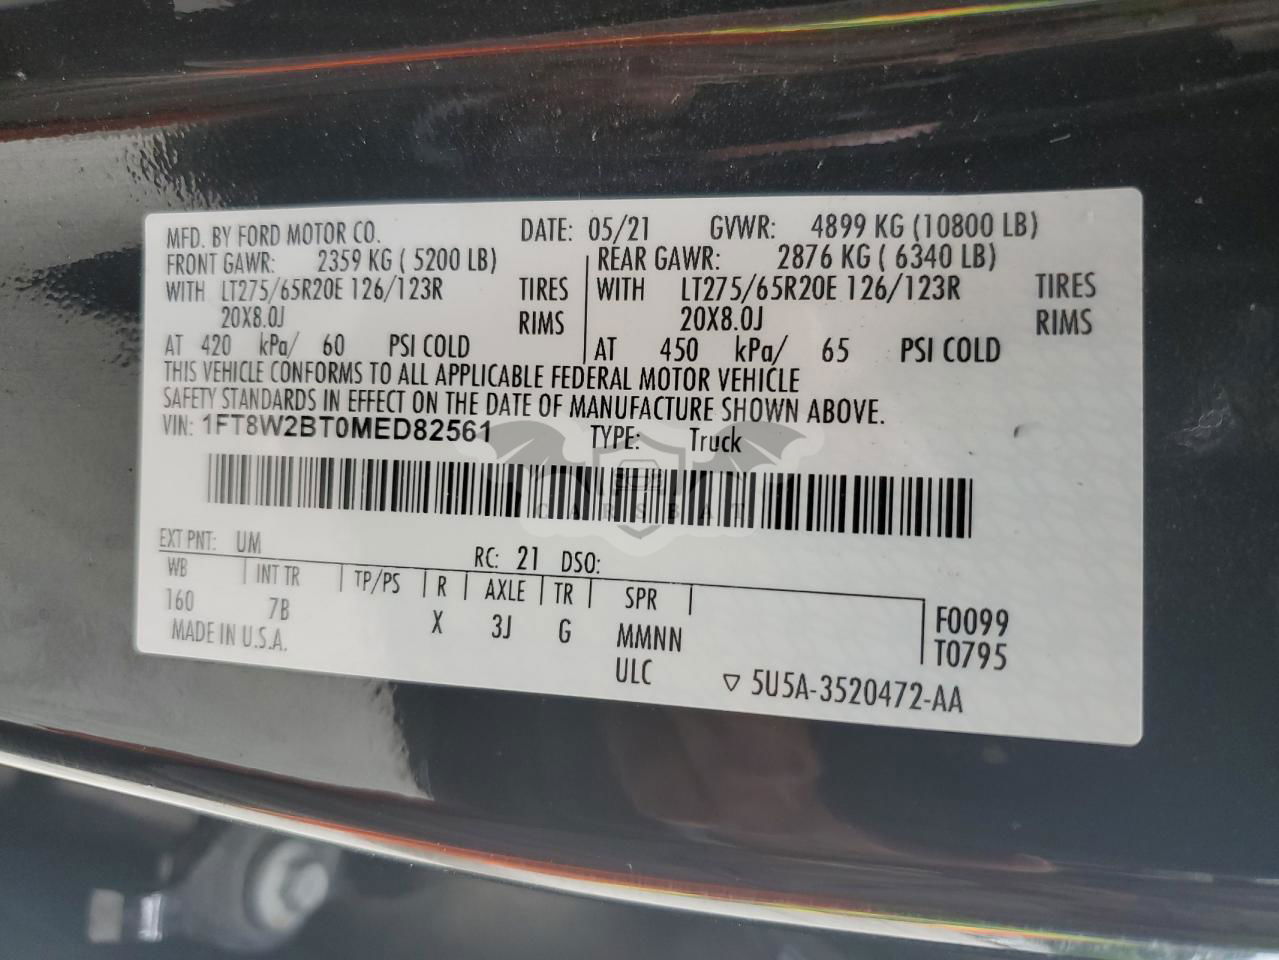 MFD. BY FORD MOTOR CO. DATE: 05/21 GVWR: 4899 KG (10800 LB)
FRONT GAWR: 2359 KG ( 5200 LB) REAR GAWR: 2876 KG ( 6340 LB)
WITH LT275/65R20E 126/123R TIRES WITH LT275/65R20E 126/123R TIRES
20X8.0J RIMS 20X8.0J RIMS
AT 420 kPa/ 60 PSI COLD AT 450 kPa/ 65 PSI COLD
THIS VEHICLE CONFORMS TO ALL APPLICABLE FEDERAL MOTOR VEHICLE
SAFETY STANDARDS IN EFFECT ON THE DATE OF MANUFACTURE SHOWN ABOVE.
VIN: 1FT8W2BT0MED82561 TYPE: Truck
CARSBAT
EXT PNT: UM RC: 21 DSO:
WB INT TR TP/PS R AXLE TR SPR
160 7B X 3J G MMNN F0099
MADE IN U.S.A. ULC T0795
5U5A-3520472-AA